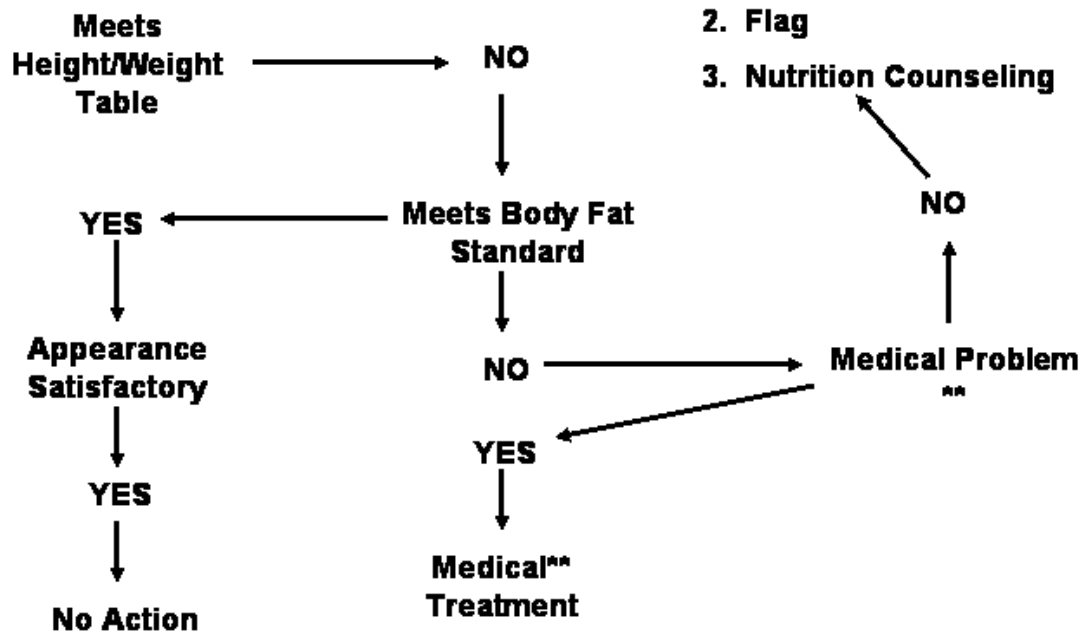 Meets
Height/Weight
Table
NO
2. Flag
3. Nutrition Counseling
NO
YES
Meets Body Fat
Standard
Appearance
Satisfactory
NO
Medical Problem
**
YES
YES
Medical**
Treatment
No Action